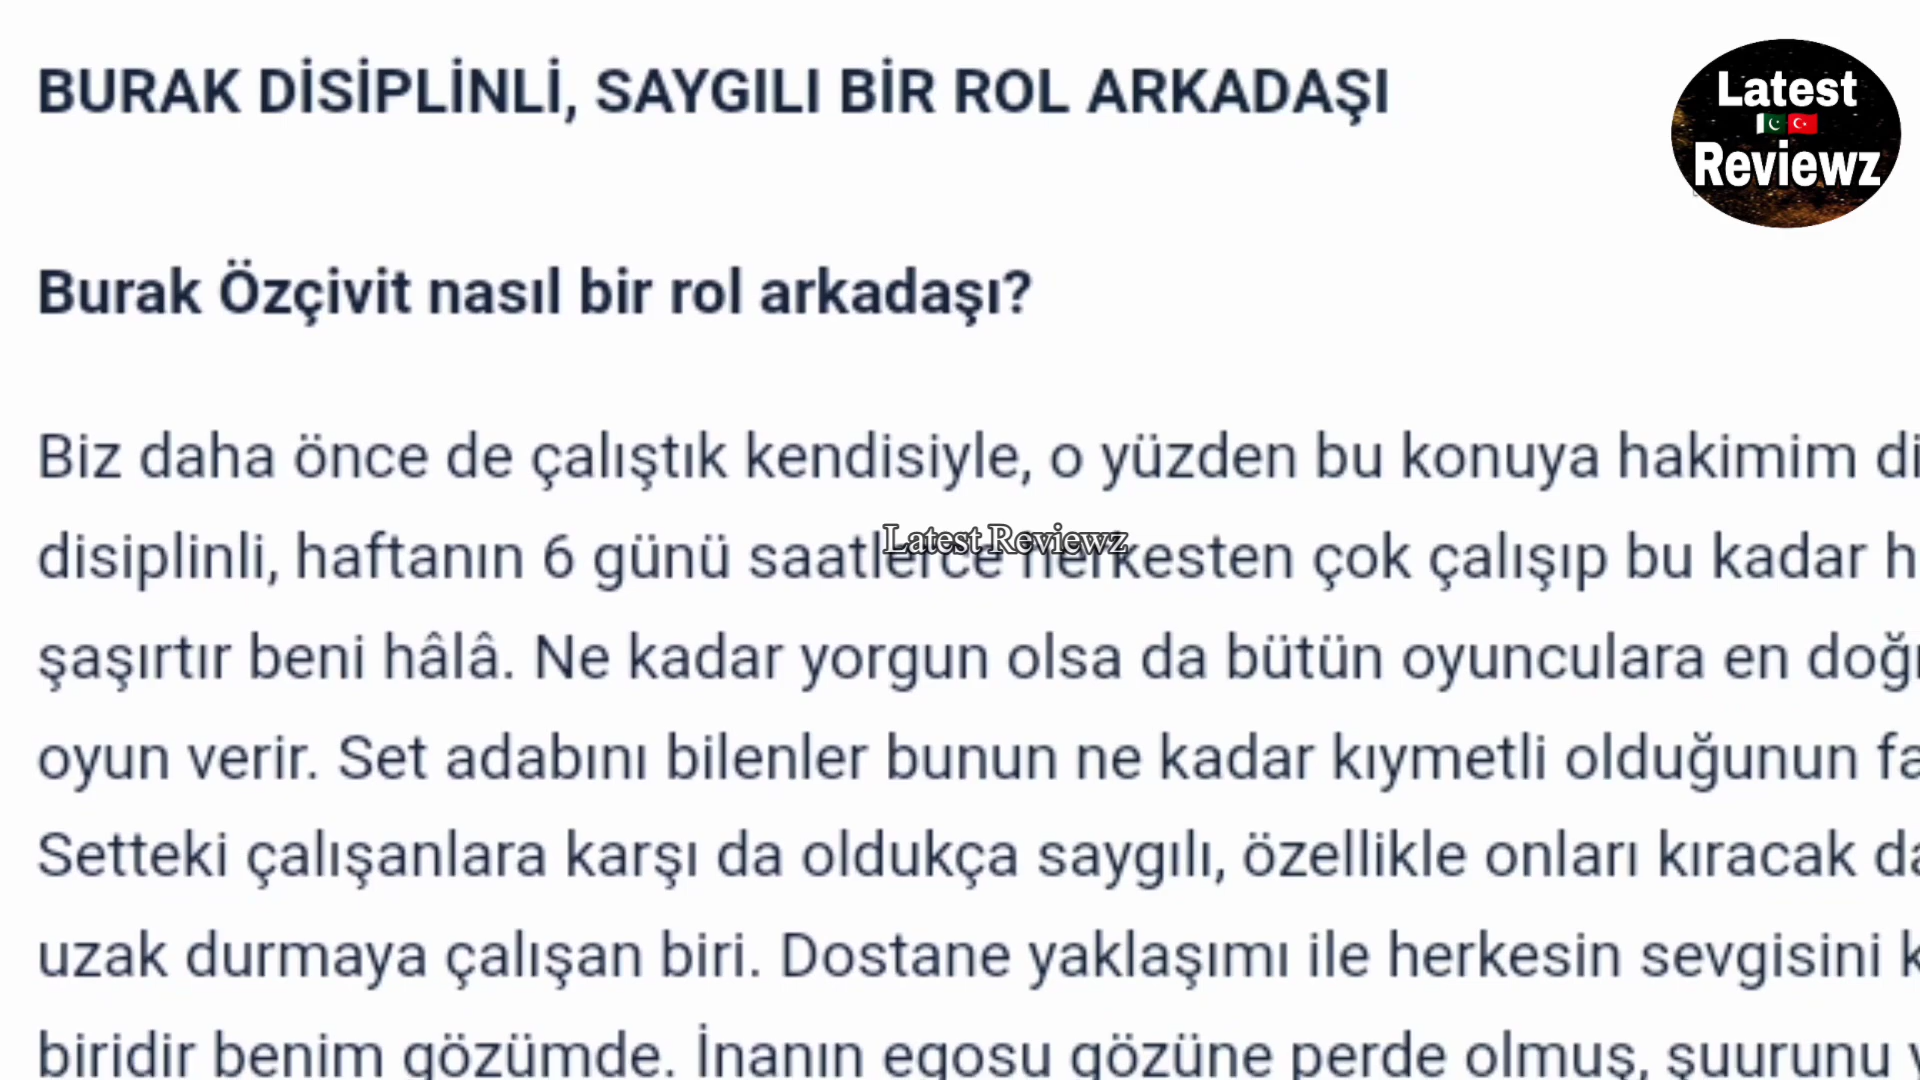 BURAK DİSİPLİNLİ, SAYGILI BİR ROL ARKADAŞI
Latest
Reviewz
Burak Özçivit nasıl bir rol arkadaşı?
Biz daha önce de çalıştık kendisiyle, o yüzden bu konuya hakimim
disiplinli, haftanın 6 günü saatlerce herkesten çok çalışıp bu kadar
Latest Reviewz
şaşırtır beni hâlâ. Ne kadar yorgun olsa da bütün oyunculara en
oyun verir. Set adabını bilenler bunun ne kadar kıymetli olduğunun
Setteki çalışanlara karşı da oldukça saygılı, özellikle onları kıracak
uzak durmaya çalışan biri. Dostane yaklaşımı ile herkesin sevgisini
biridir benim gözümde. İnanın egosu gözüne perde olmuş, şuurunu